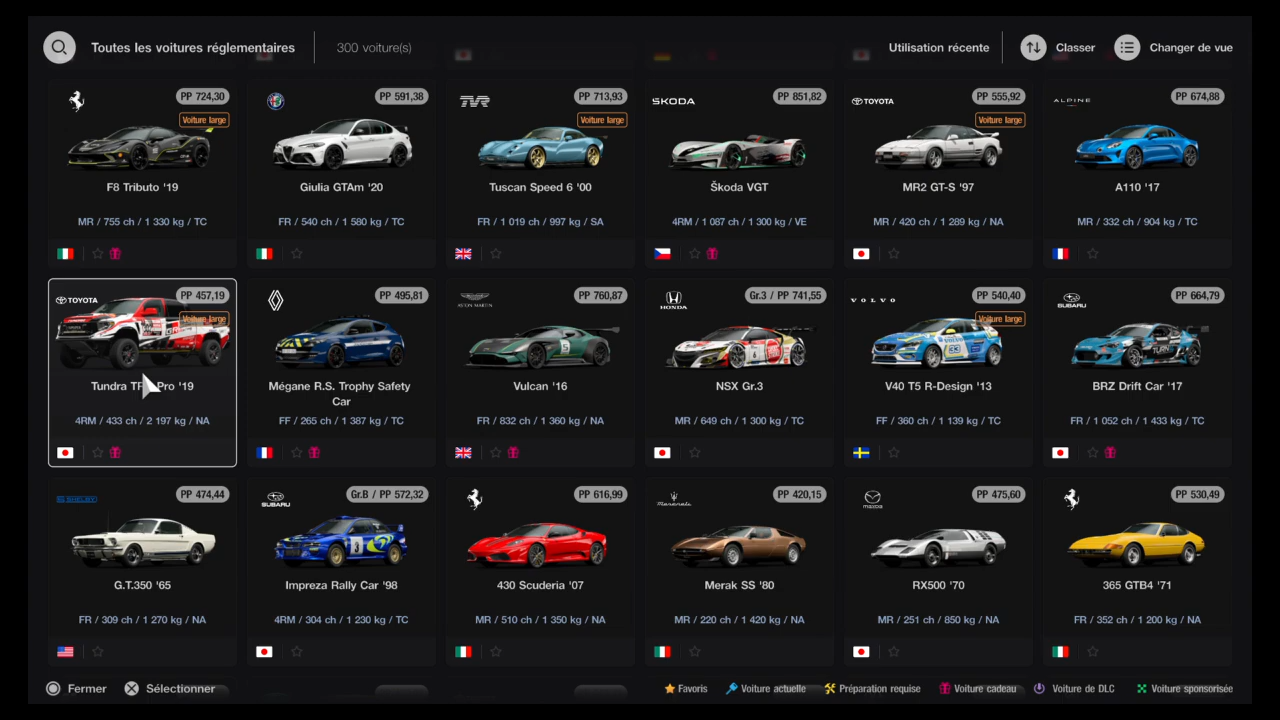 Toutes les voitures réglementaires
300 voiture(s)
Utilisation récente
Classer
Changer de vue
PP 724,30
Voiture large
F8 Tributo '19
MR / 755 ch / 1 330 kg / TC
PP 591,38
Giulia GTAm '20
FR / 540 ch / 1 580 kg / TC
TVR
PP 713,93
Voiture large
Tuscan Speed 6 '00
FR / 1 019 ch / 997 kg / SA
SKODA
PP 851,82
Škoda VGT
4RM / 1 087 ch / 1 300 kg / VE
TOYOTA
PP 555,92
Voiture large
MR2 GT-S '97
MR / 420 ch / 1 289 kg / NA
ALPINE
PP 674,88
A110 '17
MR / 332 ch / 904 kg / TC
TOYOTA
PP 457,19
Voiture large
Tundra Pro '19
4RM / 433 ch / 2 197 kg / NA
PP 495,81
Mégane R.S. Trophy Safety
Car
FF / 265 ch / 1 387 kg / TC
ASTON MARTIN
PP 760,87
Vulcan '16
FR / 832 ch / 1 360 kg / NA
HONDA
Gr.3 / PP 741,55
NSX Gr.3
MR / 649 ch / 1 300 kg / TC
VOLVO
PP 540,40
Voiture large
V40 T5 R-Design '13
FF / 360 ch / 1 139 kg / TC
SUBARU
PP 664,79
BRZ Drift Car '17
FR / 1 052 ch / 1 433 kg / TC
SHELBY
PP 474,44
G.T.350 '65
FR / 309 ch / 1 270 kg / NA
SUBARU
Gr.B / PP 572,32
Impreza Rally Car '98
4RM / 304 ch / 1 230 kg / TC
PP 616,99
430 Scuderia '07
MR / 510 ch / 1 350 kg / NA
Maserati
PP 420,15
Merak SS '80
MR / 220 ch / 1 420 kg / NA
mazda
PP 475,60
RX500 '70
MR / 251 ch / 850 kg / NA
PP 530,49
365 GTB4 '71
FR / 352 ch / 1 200 kg / NA
Fermer
Sélectionner
Favoris
Voiture actuelle
Préparation requise
Voiture cadeau
Voiture de DLC
Voiture sponsorisée